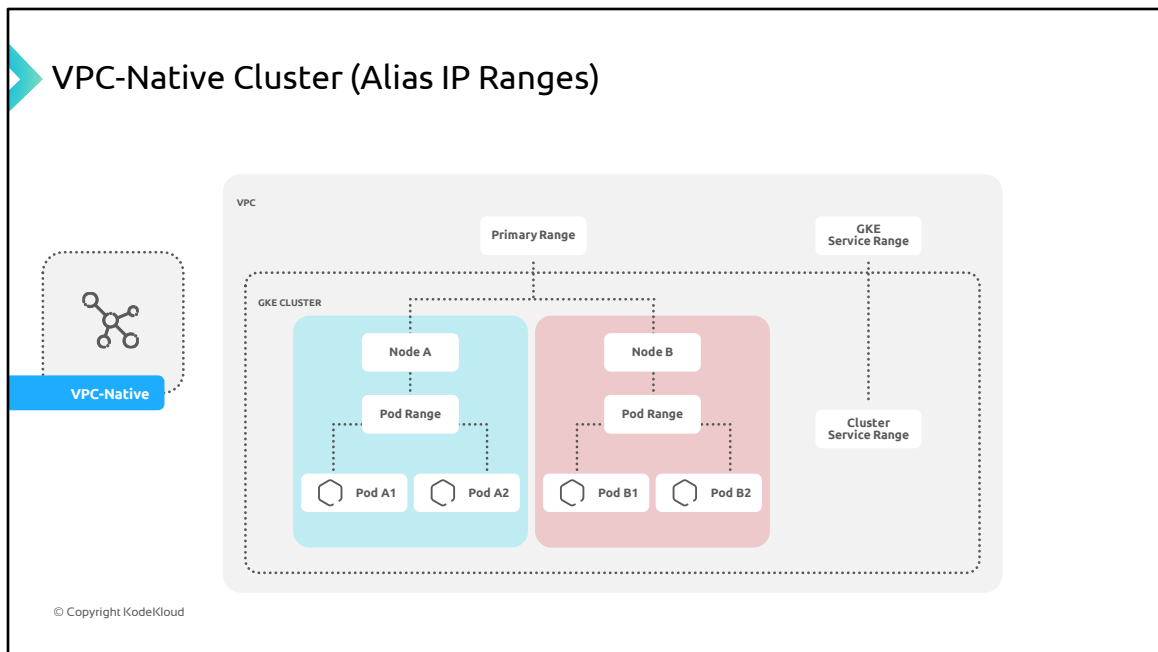 VPC-Native Cluster (Alias IP Ranges)
VPC
Primary Range
GKE
Service Range
VPC-Native
GKE CLUSTER
Node A
Node B
Pod Range
Pod Range
Cluster
Service Range
Pod A1
Pod A2
Pod B1
Pod B2
© Copyright KodeKloud